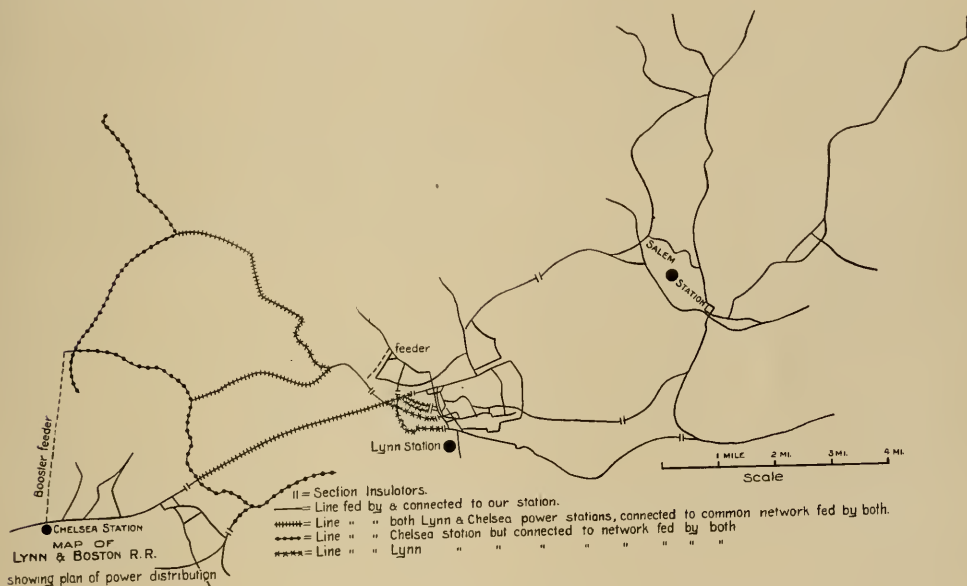 SALEM
STATION
feeder
Lynn Station
Booster feeder
CHELSEA STATION
MAP OF
LYNN & BOSTON R.R.
showing plan of power distribution
1 MILE 2 MI. 3 MI. 4 MI.
Scale
|| = Section Insulators.
= Line fed by & connected to our station.
= Line " " both Lynn & Chelsea power stations, connected to common network fed by both.
= Line " " Chelsea station but connected to network fed by both
= Line " " Lynn " " " " " " " "